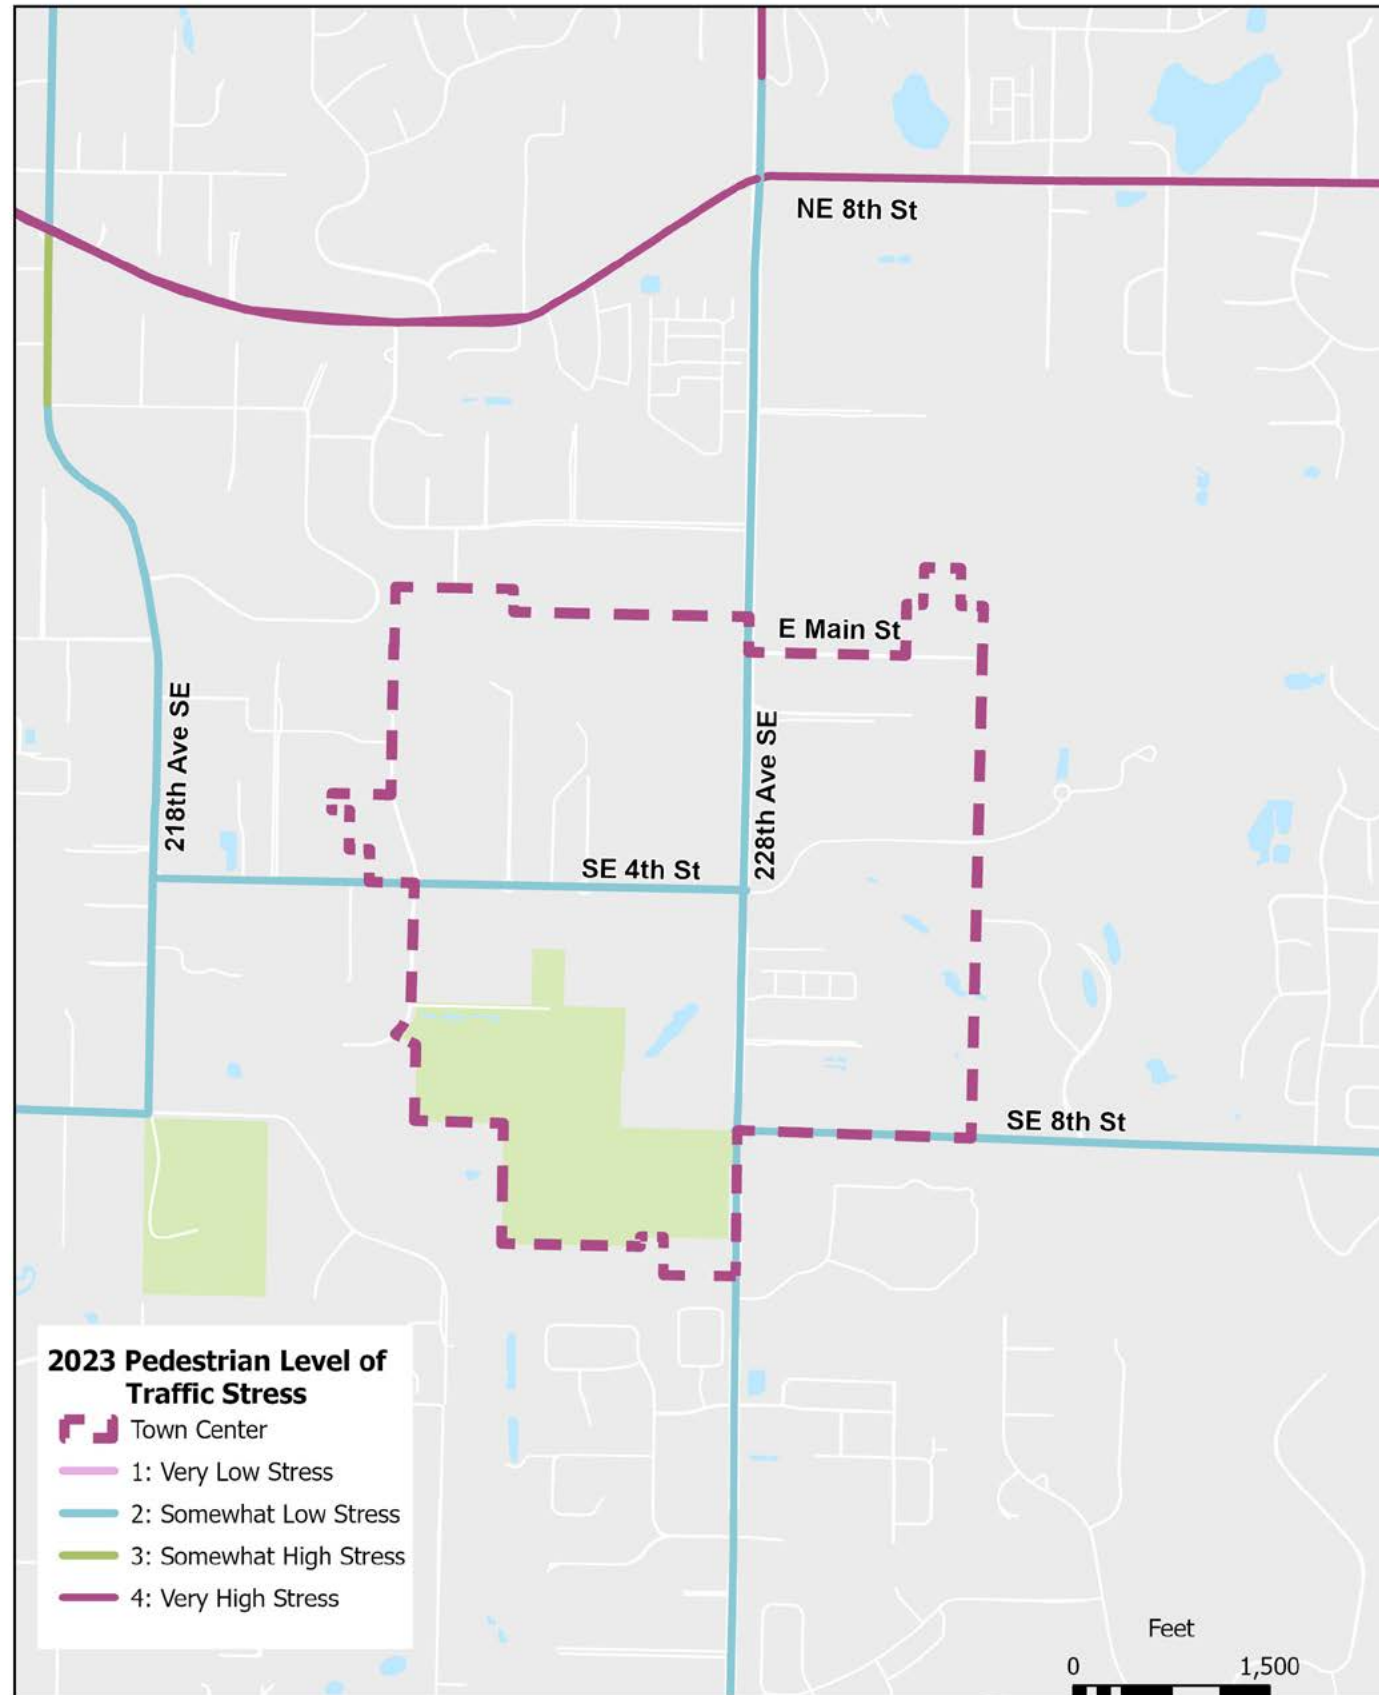 NE 8th St
E Main St
218th Ave SE
228th Ave SE
SE 4th St
SE 8th St
2023 Pedestrian Level of
Traffic Stress
Town Center
1: Very Low Stress
2: Somewhat Low Stress
3: Somewhat High Stress
4: Very High Stress
Feet
0 1,500